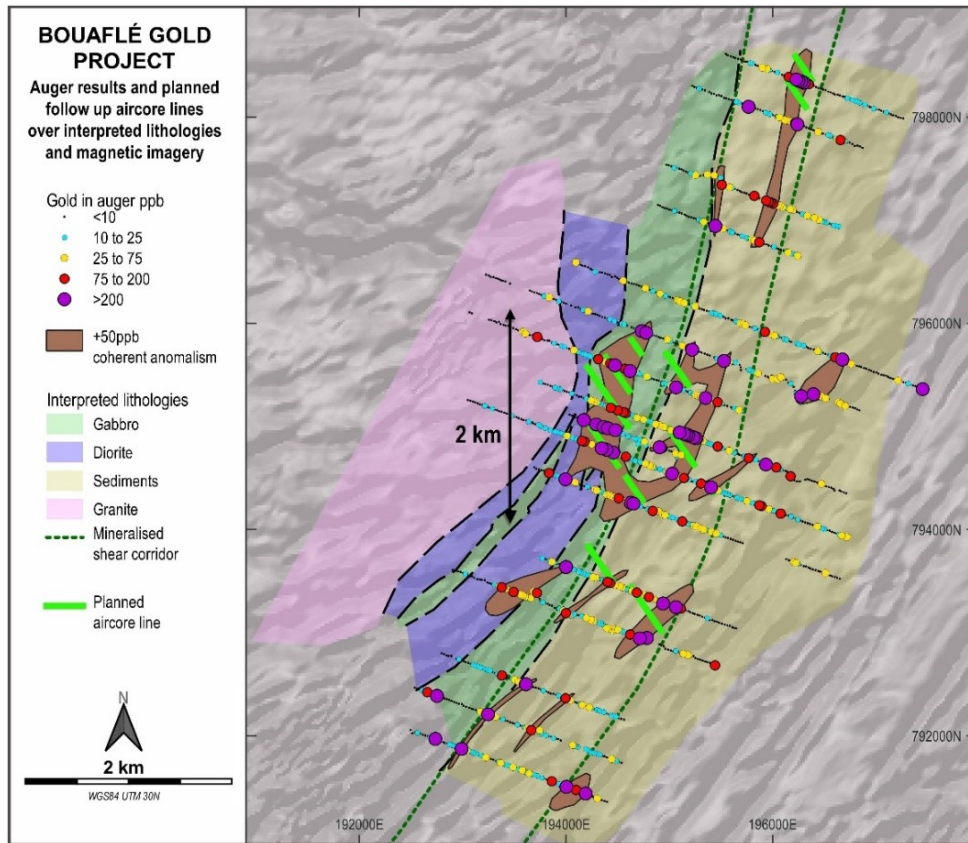 BOUAFLÉ GOLD
PROJECT
Auger results and planned
follow up aircore lines
over interpreted lithologies
and magnetic imagery
Gold in auger ppb
<10
10 to 25
25 to 75
75 to 200
>200
+50ppb
coherent anomalism
Interpreted lithologies
Gabbro
Diorite
Sediments
Granite
Mineralised
shear corridor
Planned
aircore line
N
2 km
WGS84 UTM 30N
798000N
796000N
2 km
794000N
792000N
192000E
194000E
196000E